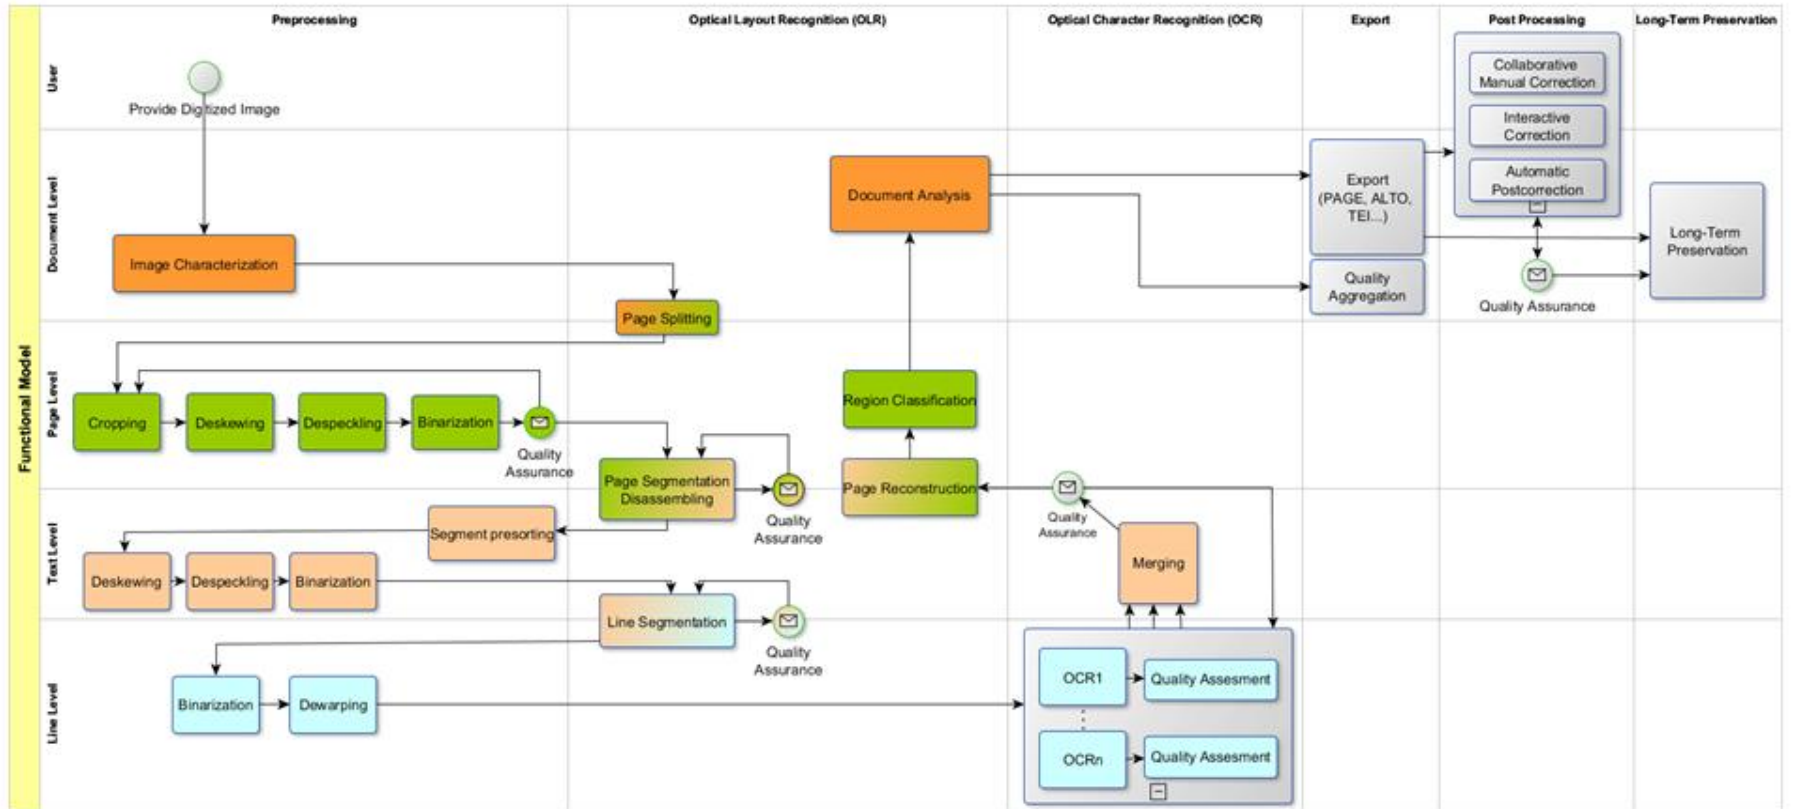 Preprocessing
Optical Layout Recognition (OLR)
Optical Character Recognition (OCR)
Export
Post Processing
Long-Term Preservation
Functional Model
User
Provide Digitized Image
Collaborative
Manual Correction
Interactive
Correction
Automatic
Postcorrection
Document Level
Image Characterization
Page Splitting
Document Analysis
Export
(PAGE, ALTO,
TEI...)
Quality
Aggregation
Quality Assurance
Long-Term
Preservation
Page Level
Cropping
Deskewing
Despeckling
Binarization
Quality
Assurance
Page Segmentation
Disassembling
Quality
Assurance
Region Classification
Page Reconstruction
Quality
Assurance
Text Level
Segment presorting
Deskewing
Despeckling
Binarization
Line Segmentation
Quality
Assurance
Merging
Line Level
Binarization
Dewarping
OCR1
Quality Assesment
OCRn
Quality Assesment